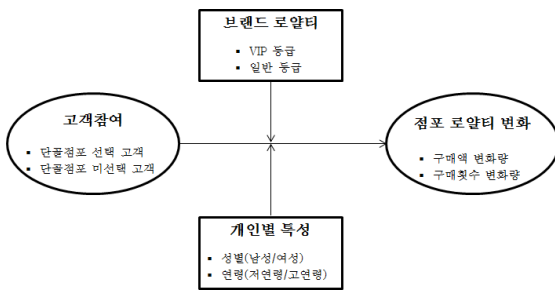 브랜드 로얄티
▪ VIP 등급
▪ 일반 등급
고객참여
▪ 단골점포 선택 고객
▪ 단골점포 미선택 고객
점포 로얄티 변화
▪ 구매액 변화량
▪ 구매횟수 변화량
개인별 특성
▪ 성별(남성/여성)
▪ 연령(저연령/고연령)